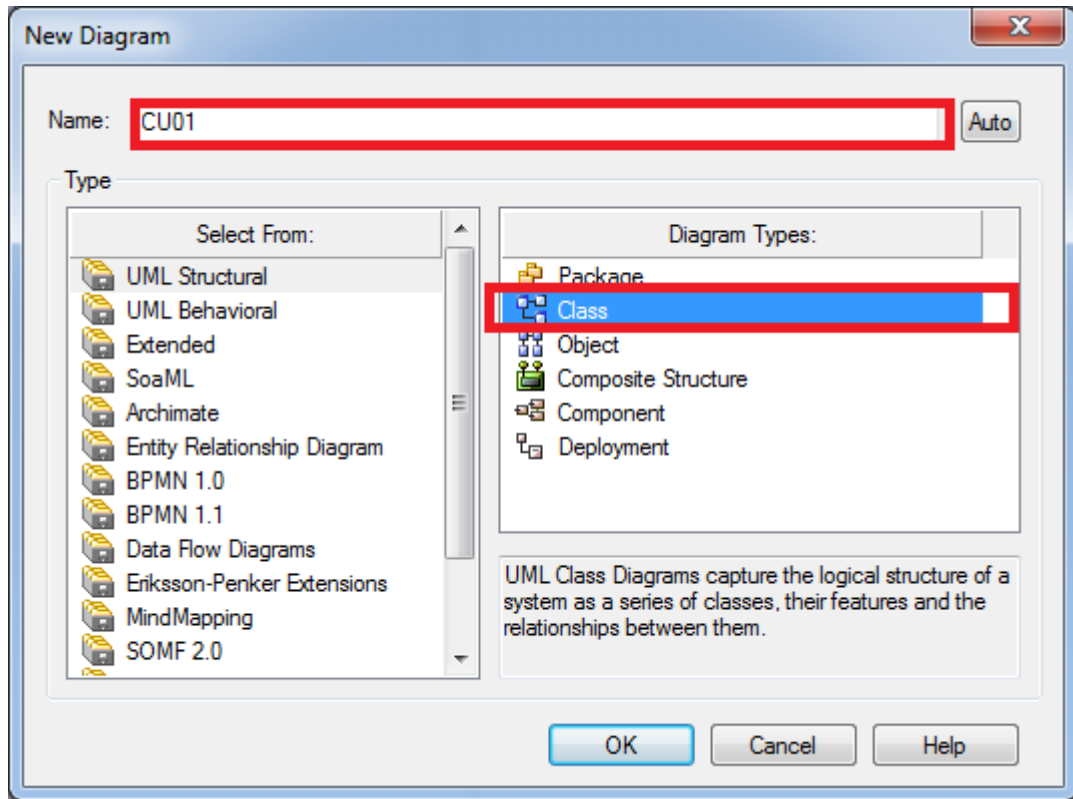 New Diagram
Name:
CU01
Auto
Type
Select From:
UML Structural
UML Behavioral
Extended
SoaML
Archimate
Entity Relationship Diagram
BPMN 1.0
BPMN 1.1
Data Flow Diagrams
Eriksson-Penker Extensions
MindMapping
SOMF 2.0
Diagram Types:
Package
Class
Object
Composite Structure
Component
Deployment
UML Class Diagrams capture the logical structure of a
system as a series of classes, their features and the
relationships between them.
OK
Cancel
Help